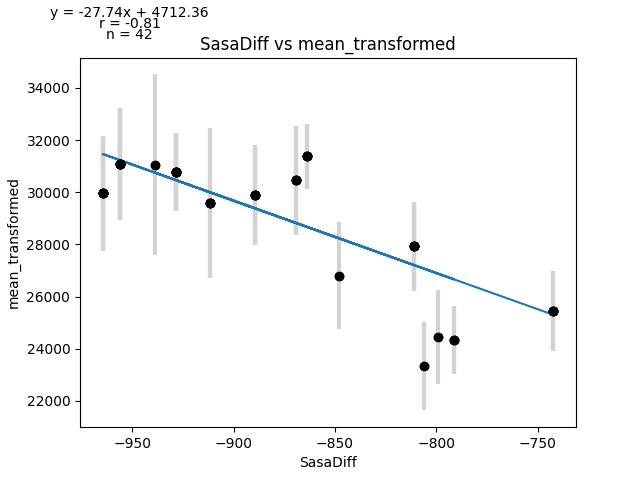 y = -27.74x + 4712.36
r = -0.81
n = 42
SasaDiff vs mean_transformed
34000
32000
30000
28000
26000
24000
22000
mean_transformed
−950
−900
−850
−800
−750
SasaDiff